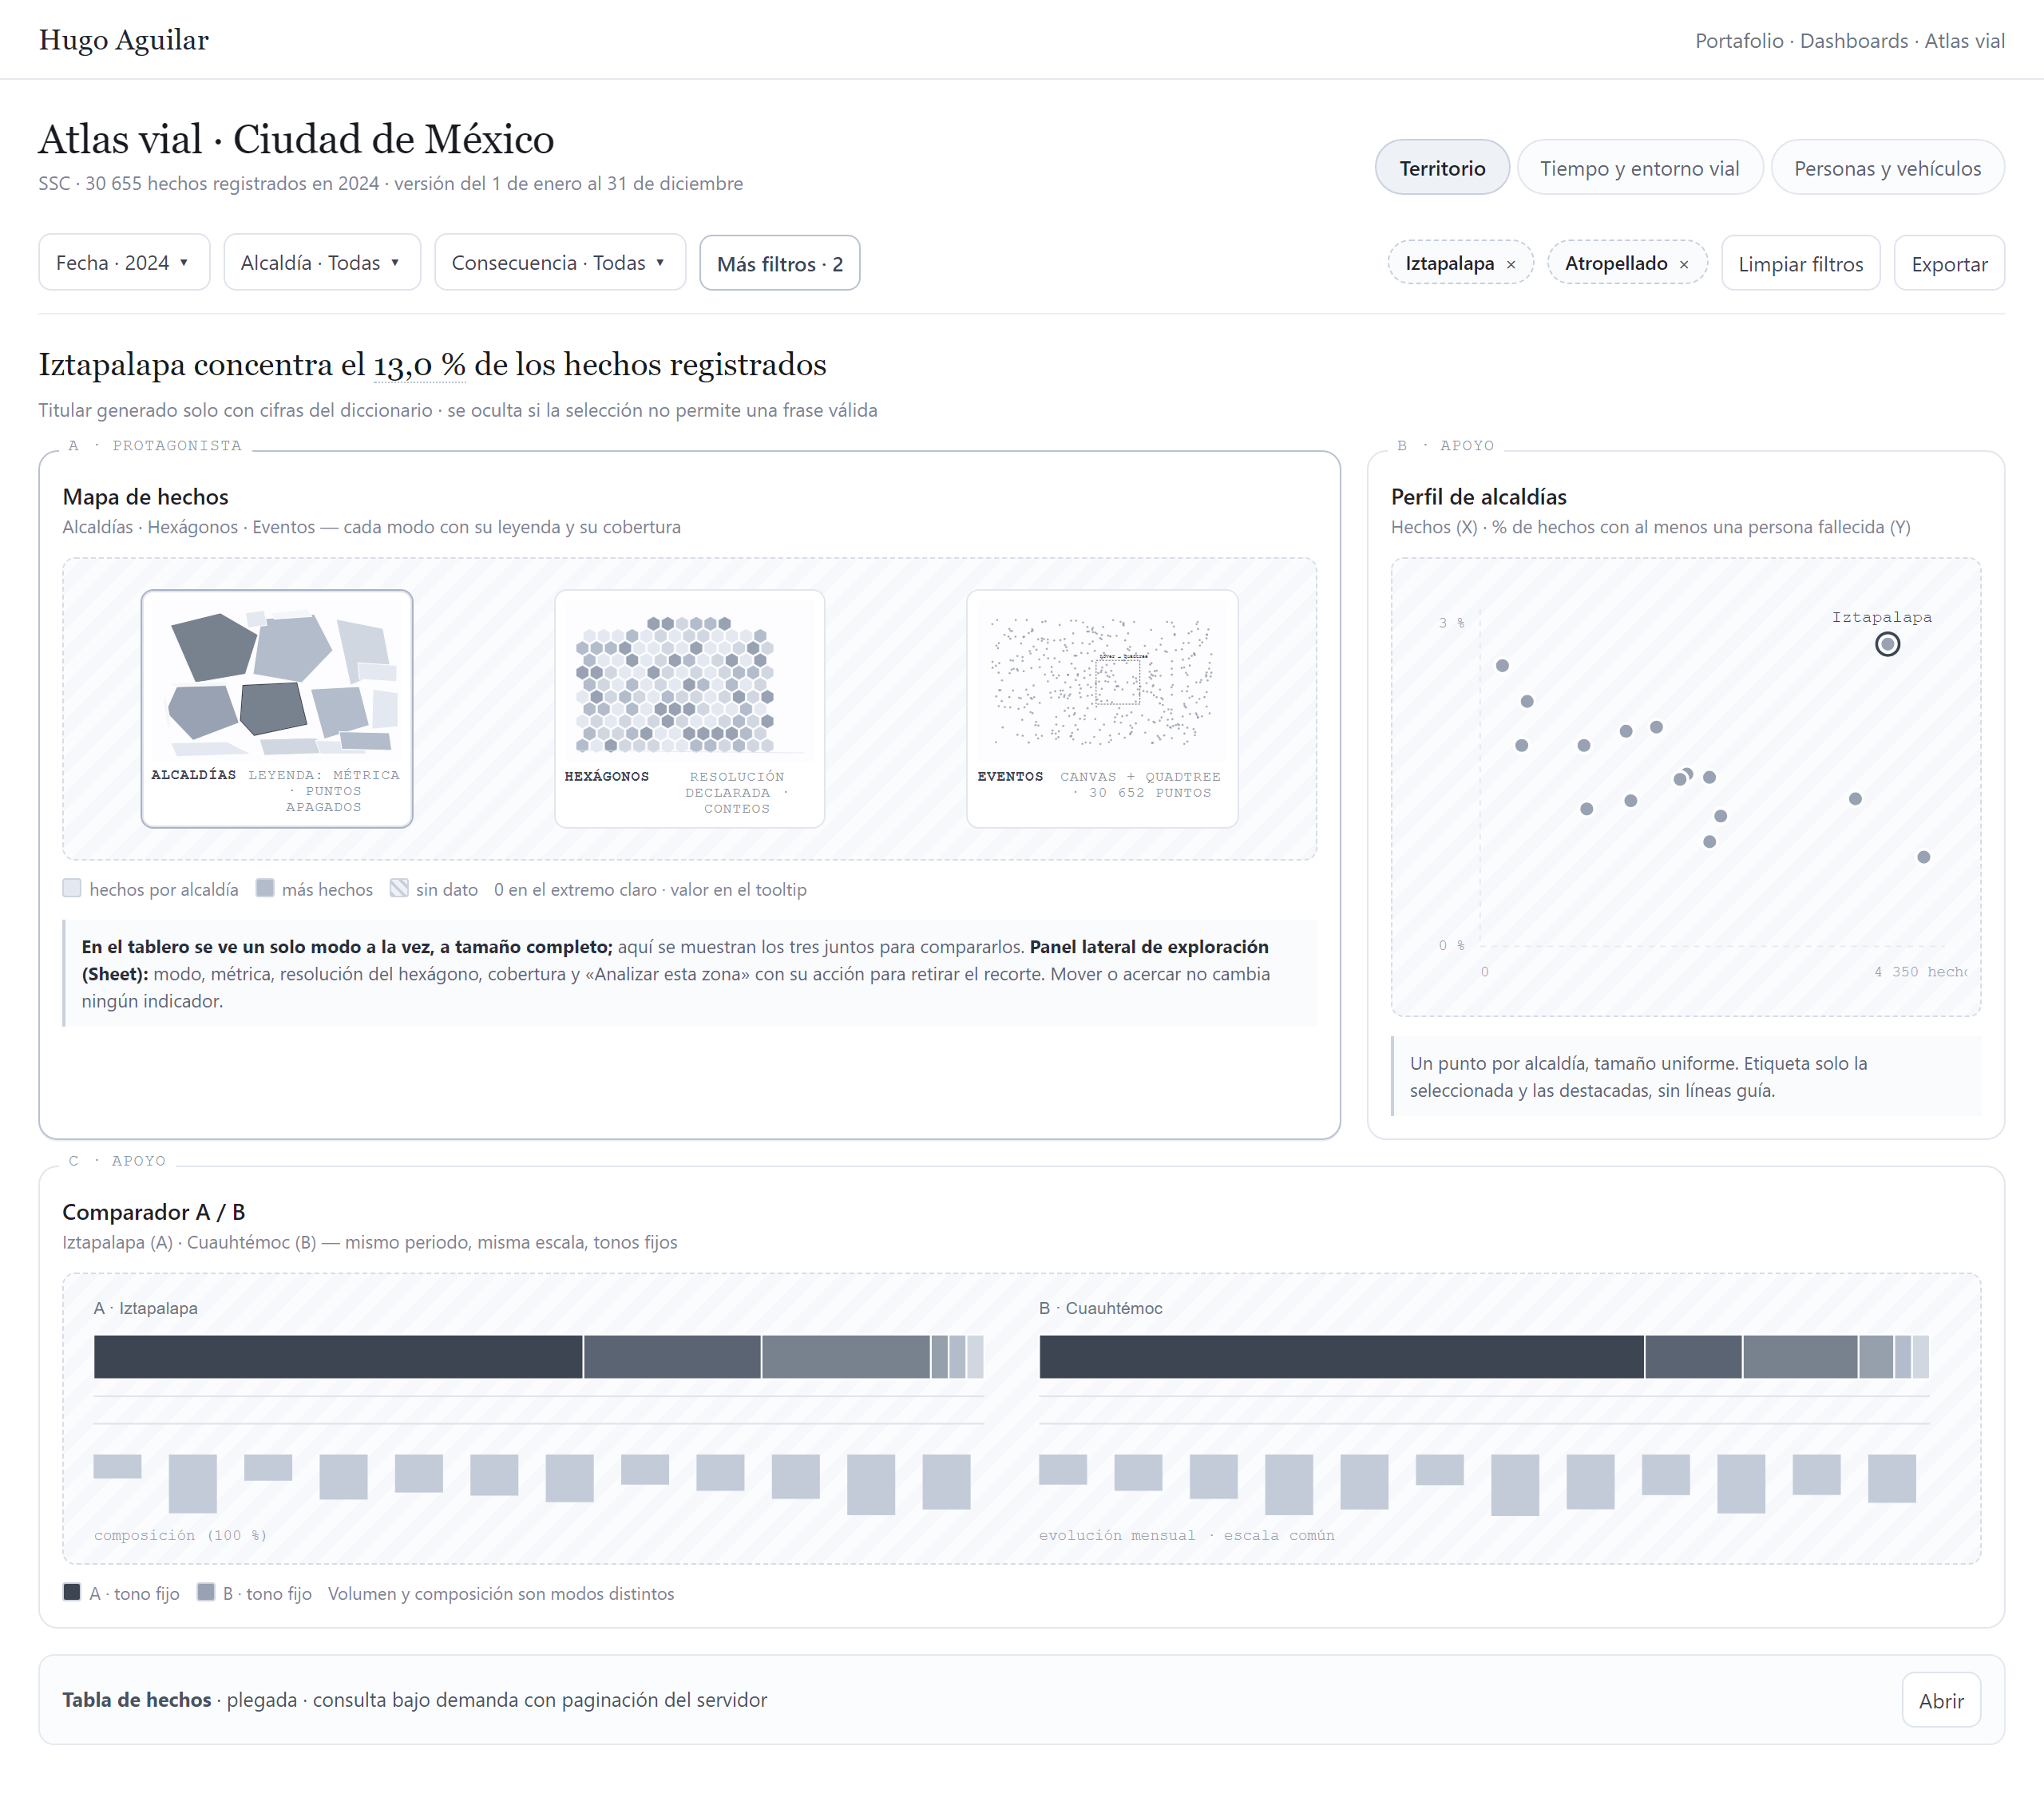 Hugo Aguilar
Portafolio · Dashboards · Atlas vial
Atlas vial · Ciudad de México
SSC · 30 655 hechos registrados en 2024 · versión del 1 de enero al 31 de diciembre
Territorio
Tiempo y entorno vial
Personas y vehículos
Fecha · 2024 ▾
Alcaldía · Todas ▾
Consecuencia · Todas ▾
Más filtros · 2
Iztapalapa ×
Atropellado ×
Limpiar filtros
Exportar
Iztapalapa concentra el 13,0 % de los hechos registrados
Titular generado solo con cifras del diccionario · se oculta si la selección no permite una frase válida
A · PROTAGONISTA
Mapa de hechos
Alcaldías · Hexágonos · Eventos — cada modo con su leyenda y su cobertura
ALCALDÍAS
LEYENDA: MÉTRICA
· PUNTOS
APAGADOS
HEXÁGONOS
RESOLUCIÓN
DECLARADA ·
CONTEOS
EVENTOS
CANVAS + QUADTREE
· 30 652 PUNTOS
hechos por alcaldía
más hechos
sin dato
0 en el extremo claro · valor en el tooltip
En el tablero se ve un solo modo a la vez, a tamaño completo; aquí se muestran los tres juntos para compararlos. Panel lateral de exploración
(Sheet): modo, métrica, resolución del hexágono, cobertura y «Analizar esta zona» con su acción para retirar el recorte. Mover o acercar no cambia
ningún indicador.
B · APOYO
Perfil de alcaldías
Hechos (X) · % de hechos con al menos una persona fallecida (Y)
Iztapalapa
3 %
0 %
0
4 350 hech
Un punto por alcaldía, tamaño uniforme. Etiqueta solo la
seleccionada y las destacadas, sin líneas guía.
C · APOYO
Comparador A / B
Iztapalapa (A) · Cuauhtémoc (B) — mismo periodo, misma escala, tonos fijos
A · Iztapalapa
B · Cuauhtémoc
composición (100 %)
evolución mensual · escala común
A · tono fijo
B · tono fijo
Volumen y composición son modos distintos
Tabla de hechos · plegada · consulta bajo demanda con paginación del servidor
Abrir